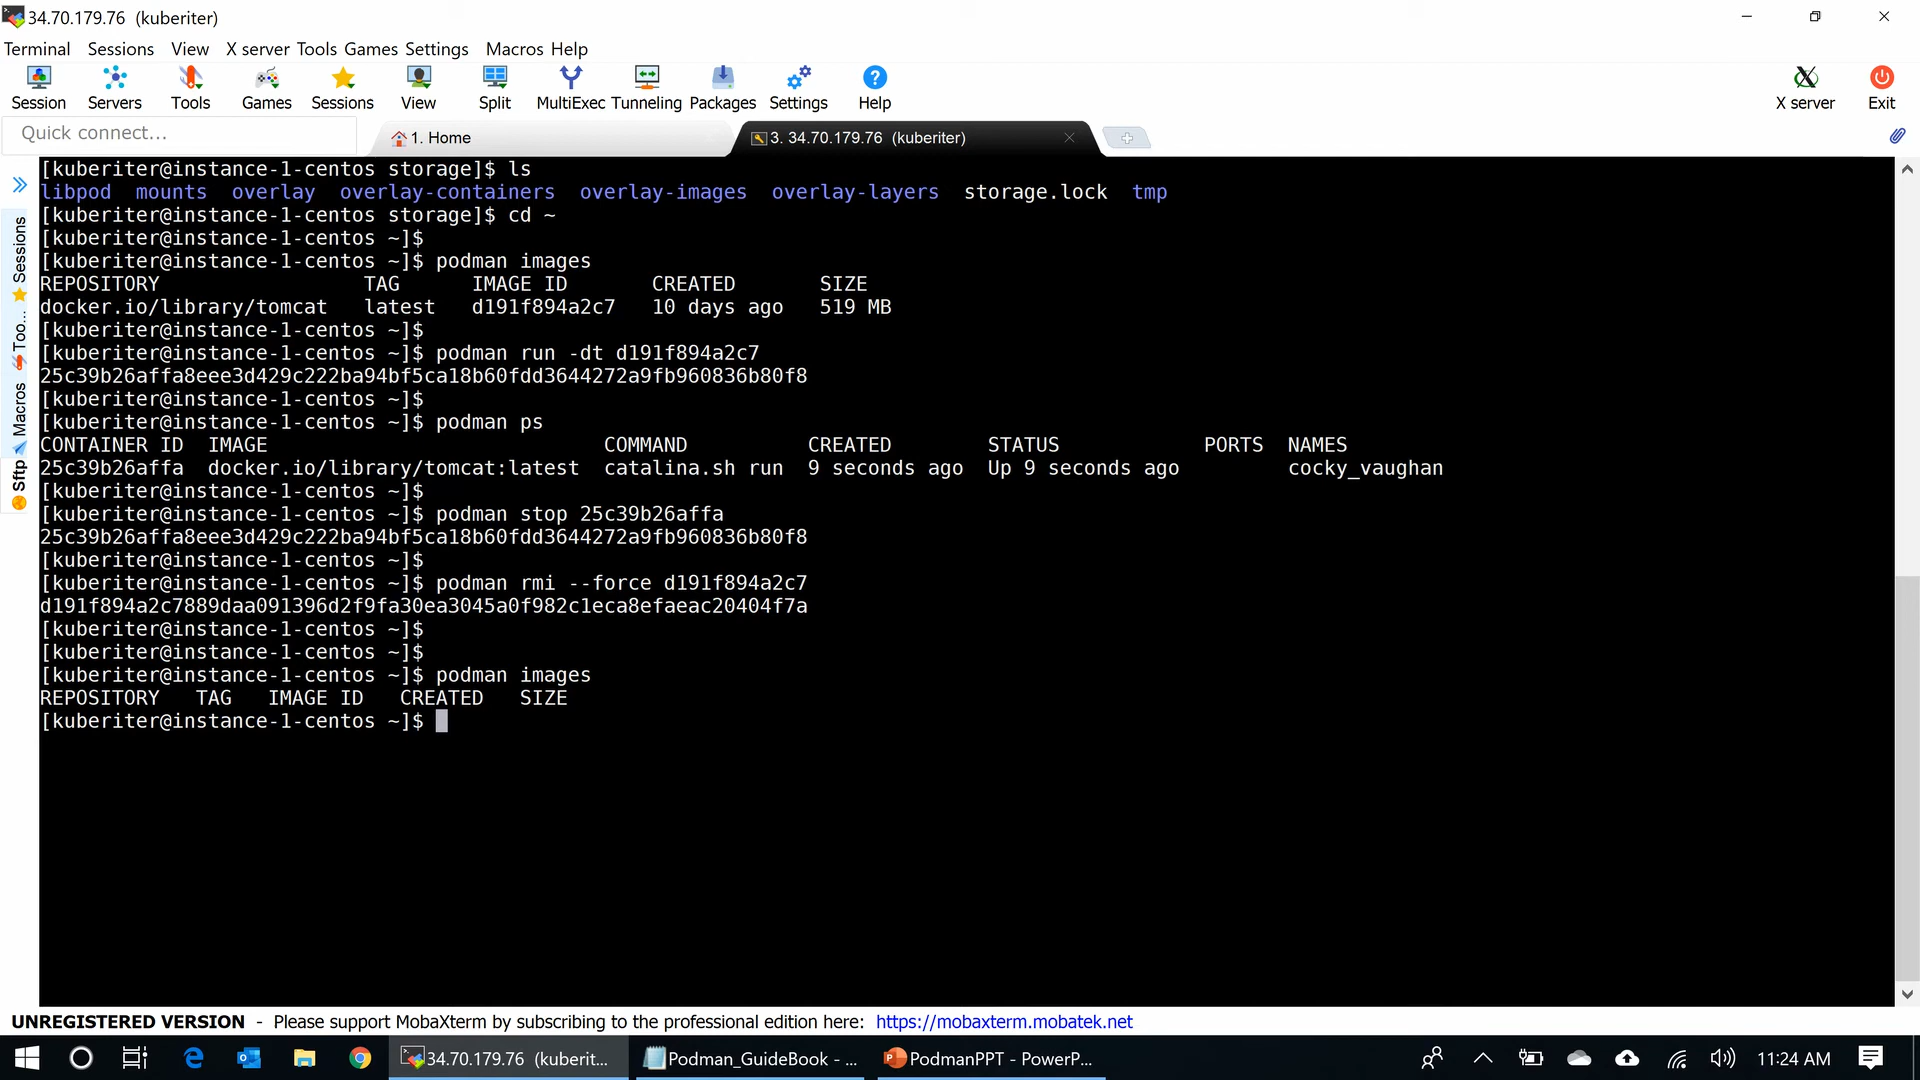 34.70.179.76 (kuberiter)
Terminal Sessions View X server Tools Games Settings Macros Help
Session Servers Tools Games Sessions View Split MultiExec Tunneling Packages Settings Help X server Exit
Quick connect...
1. Home
3. 34.70.179.76 (kuberiter)
Sessions
Too...
Macros
Sftp
[kuberiter@instance-1-centos storage]$ ls
libpod mounts overlay overlay-containers overlay-images overlay-layers storage.lock tmp
[kuberiter@instance-1-centos storage]$ cd ~
[kuberiter@instance-1-centos ~]$
[kuberiter@instance-1-centos ~]$ podman images
REPOSITORY TAG IMAGE ID CREATED SIZE
docker.io/library/tomcat latest d191f894a2c7 10 days ago 519 MB
[kuberiter@instance-1-centos ~]$
[kuberiter@instance-1-centos ~]$ podman run -dt d191f894a2c7
25c39b26affa8eee3d429c222ba94bf5ca18b60fdd3644272a9fb960836b80f8
[kuberiter@instance-1-centos ~]$
[kuberiter@instance-1-centos ~]$ podman ps
CONTAINER ID IMAGE COMMAND CREATED STATUS PORTS NAMES
25c39b26affa docker.io/library/tomcat:latest catalina.sh run 9 seconds ago Up 9 seconds ago cocky_vaughan
[kuberiter@instance-1-centos ~]$
[kuberiter@instance-1-centos ~]$ podman stop 25c39b26affa
25c39b26affa8eee3d429c222ba94bf5ca18b60fdd3644272a9fb960836b80f8
[kuberiter@instance-1-centos ~]$
[kuberiter@instance-1-centos ~]$ podman rmi --force d191f894a2c7
d191f894a2c7889daa091396d2f9fa30ea3045a0f982c1eca8efaeac20404f7a
[kuberiter@instance-1-centos ~]$
[kuberiter@instance-1-centos ~]$
[kuberiter@instance-1-centos ~]$ podman images
REPOSITORY TAG IMAGE ID CREATED SIZE
[kuberiter@instance-1-centos ~]$
UNREGISTERED VERSION - Please support MobaXterm by subscribing to the professional edition here: https://mobaxterm.mobatek.net
34.70.179.76 (kuberit... Podman_GuideBook - ... PodmanPPT - PowerP... 11:24 AM